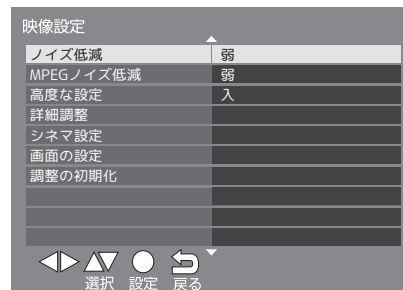 映像設定
ノイズ低減 弱
MPEGノイズ低減 弱
高度な設定 入
詳細調整
シネマ設定
画面の設定
調整の初期化
選択 設定 戻る